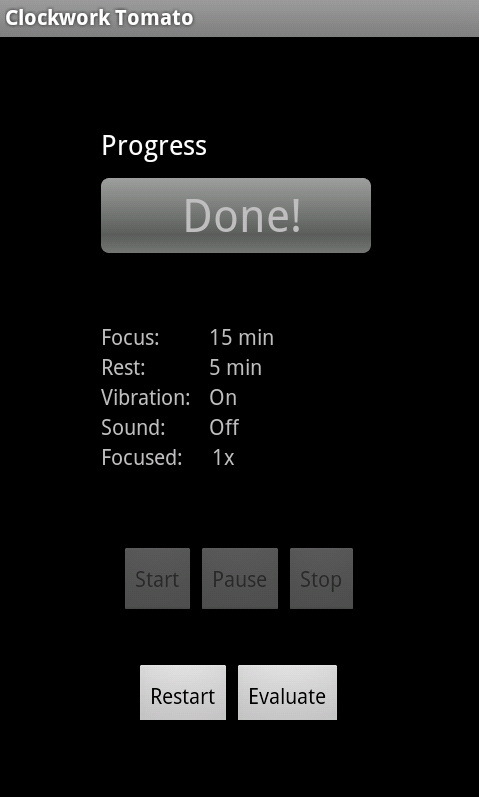 Clockwork Tomato
Progress
Done!
Focus: 15 min
Rest: 5 min
Vibration: On
Sound: Off
Focused: 1x
Start Pause Stop
Restart Evaluate